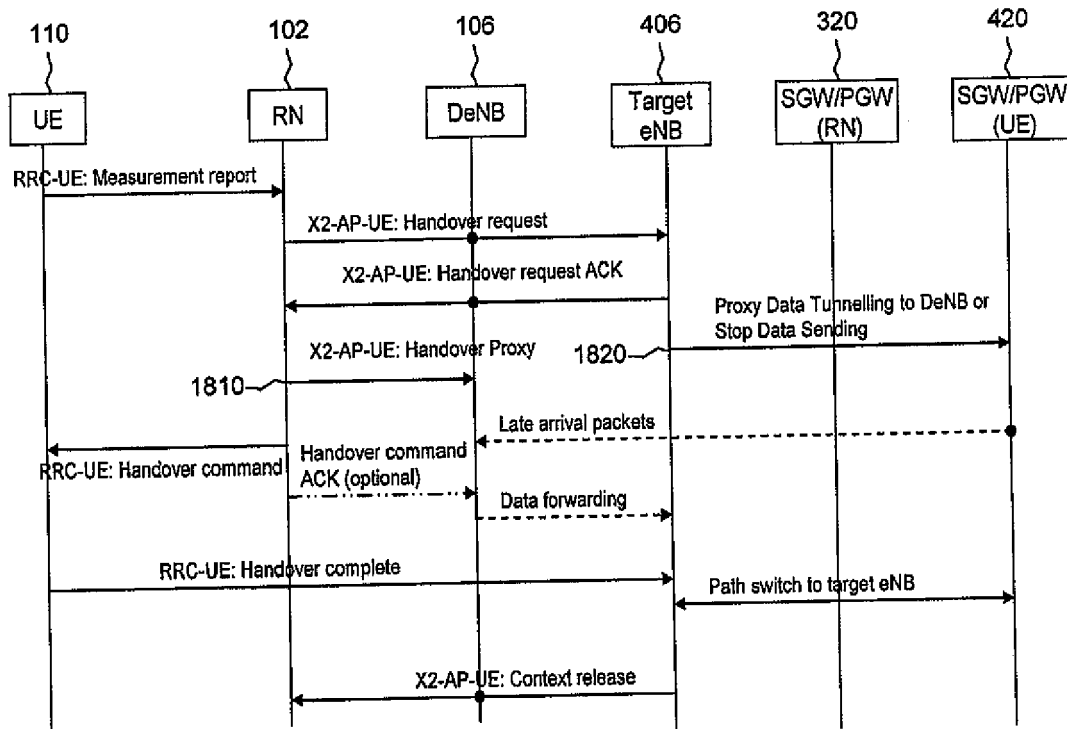 110
102
106
406
320
420
UE
RN
DeNB
Target
eNB
SGW/PGW
(RN)
SGW/PGW
(UE)
RRC-UE: Measurement report
X2-AP-UE: Handover request
X2-AP-UE: Handover request ACK
Proxy Data Tunnelling to DeNB or
Stop Data Sending
1820
X2-AP-UE: Handover Proxy
1810
Late arrival packets
RRC-UE: Handover command
Handover command
ACK (optional)
Data forwarding
RRC-UE: Handover complete
Path switch to target eNB
X2-AP-UE: Context release